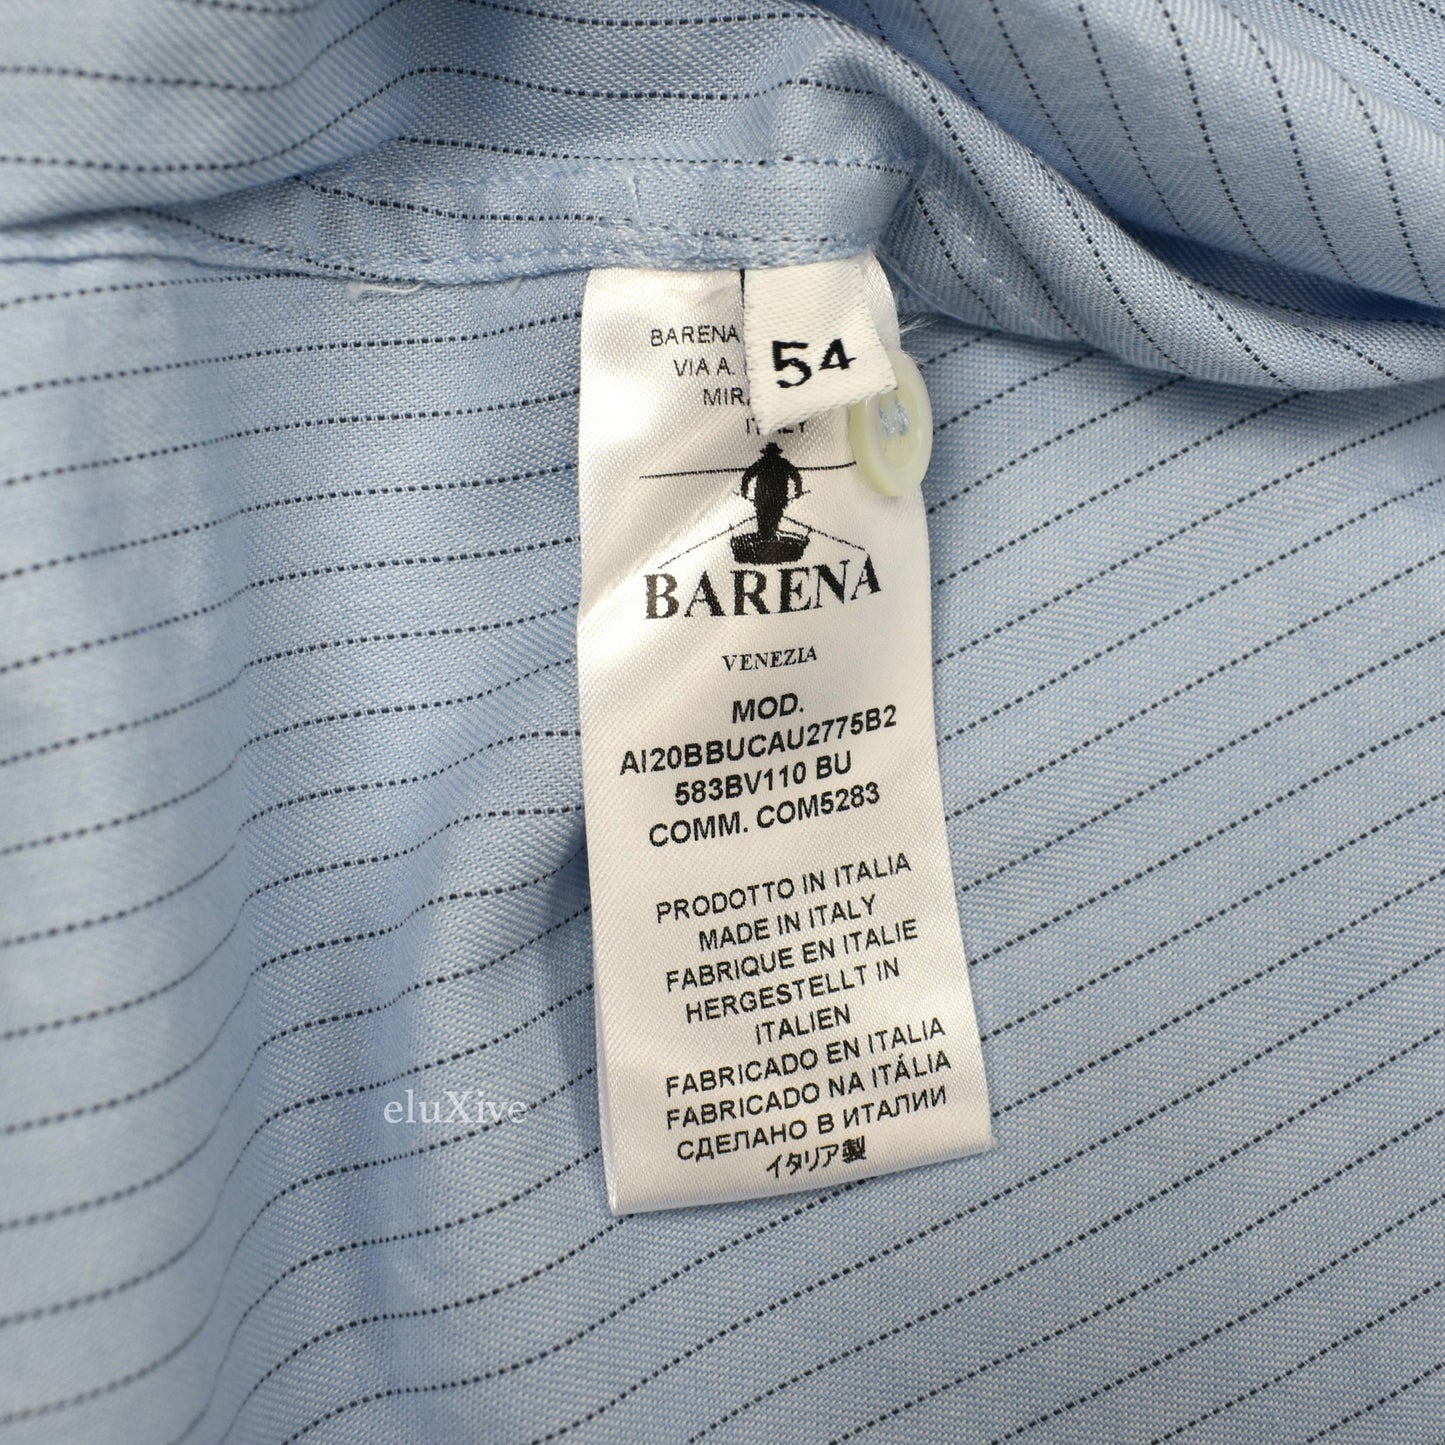 BARENA
VIA A.
54
BARENA
VENEZIA
MOD.
AI20BBUCAU2775B2
583BV110 BU
COMM. COM5283
PRODOTTO IN ITALIA
MADE IN ITALY
FABRIQUE EN ITALIE
HERGESTELLT IN
ITALIEN
FABRICADO EN ITALIA
FABRICADO NA ITÁLIA
СДЕЛАНО В ИТАЛИИ
イタリア製
eluXive